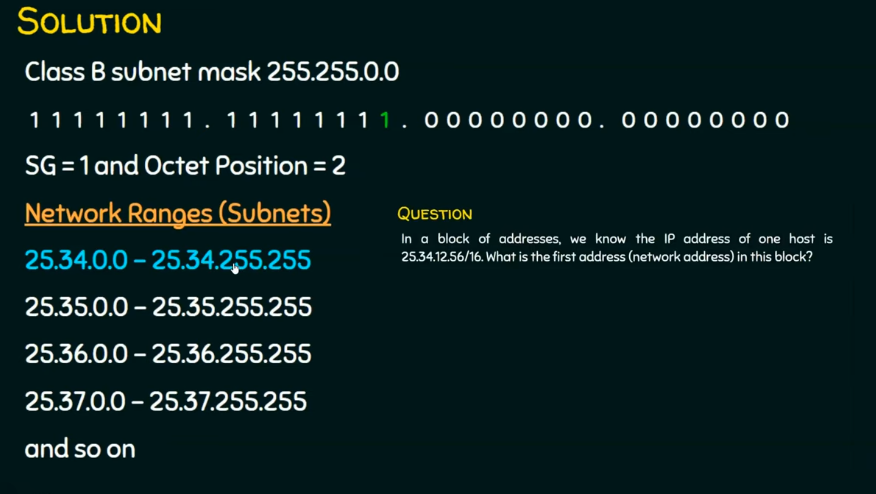 SOLUTION
Class B subnet mask 255.255.0.0
1 1 1 1 1 1 1 1 . 1 1 1 1 1 1 1 1 . 0 0 0 0 0 0 0 0 . 0 0 0 0 0 0 0 0
SG = 1 and Octet Position = 2
Network Ranges (Subnets)
25.34.0.0 – 25.34.255.255
25.35.0.0 – 25.35.255.255
25.36.0.0 – 25.36.255.255
25.37.0.0 – 25.37.255.255
and so on
QUESTION
In a block of addresses, we know the IP address of one host is
25.34.12.56/16. What is the first address (network address) in this block?